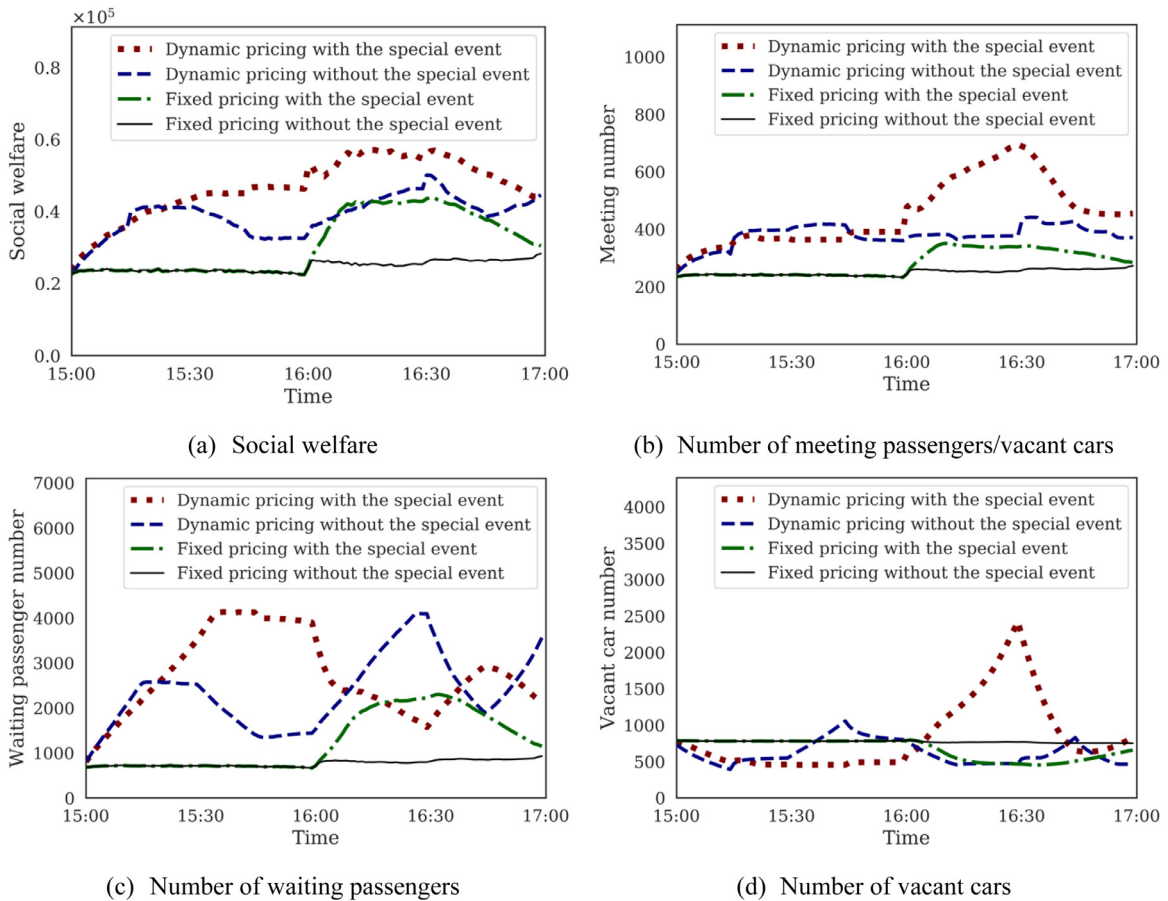 ×10⁵
Dynamic pricing with the special event
Dynamic pricing without the special event
Fixed pricing with the special event
Fixed pricing without the special event
Social welfare
0.8
0.6
0.4
0.2
0.0
15:00 15:30 16:00 16:30 17:00
Time
(a) Social welfare
Dynamic pricing with the special event
Dynamic pricing without the special event
Fixed pricing with the special event
Fixed pricing without the special event
Meeting number
1000
800
600
400
200
0
15:00 15:30 16:00 16:30 17:00
Time
(b) Number of meeting passengers/vacant cars
Dynamic pricing with the special event
Dynamic pricing without the special event
Fixed pricing with the special event
Fixed pricing without the special event
Waiting passenger number
7000
6000
5000
4000
3000
2000
1000
0
15:00 15:30 16:00 16:30 17:00
Time
(c) Number of waiting passengers
Dynamic pricing with the special event
Dynamic pricing without the special event
Fixed pricing with the special event
Fixed pricing without the special event
Vacant car number
4000
3500
3000
2500
2000
1500
1000
500
0
15:00 15:30 16:00 16:30 17:00
Time
(d) Number of vacant cars